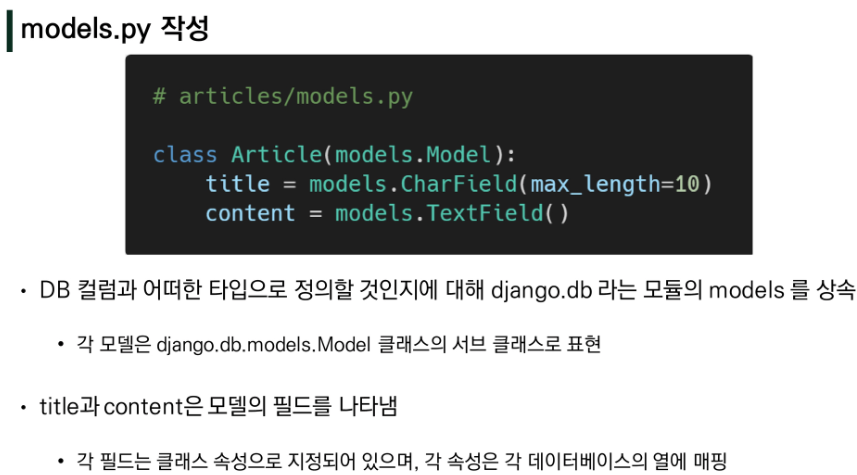 models.py 작성
# articles/models.py
class Article(models.Model):
title = models.CharField(max_length=10)
content = models.TextField()
• DB 컬럼과 어떠한 타입으로 정의할 것인지에 대해 django.db 라는 모듈의 models 를 상속
• 각 모델은 django.db.models.Model 클래스의 서브 클래스로 표현
• title과 content은 모델의 필드를 나타냄
• 각 필드는 클래스 속성으로 지정되어 있으며, 각 속성은 각 데이터베이스의 열에 매핑